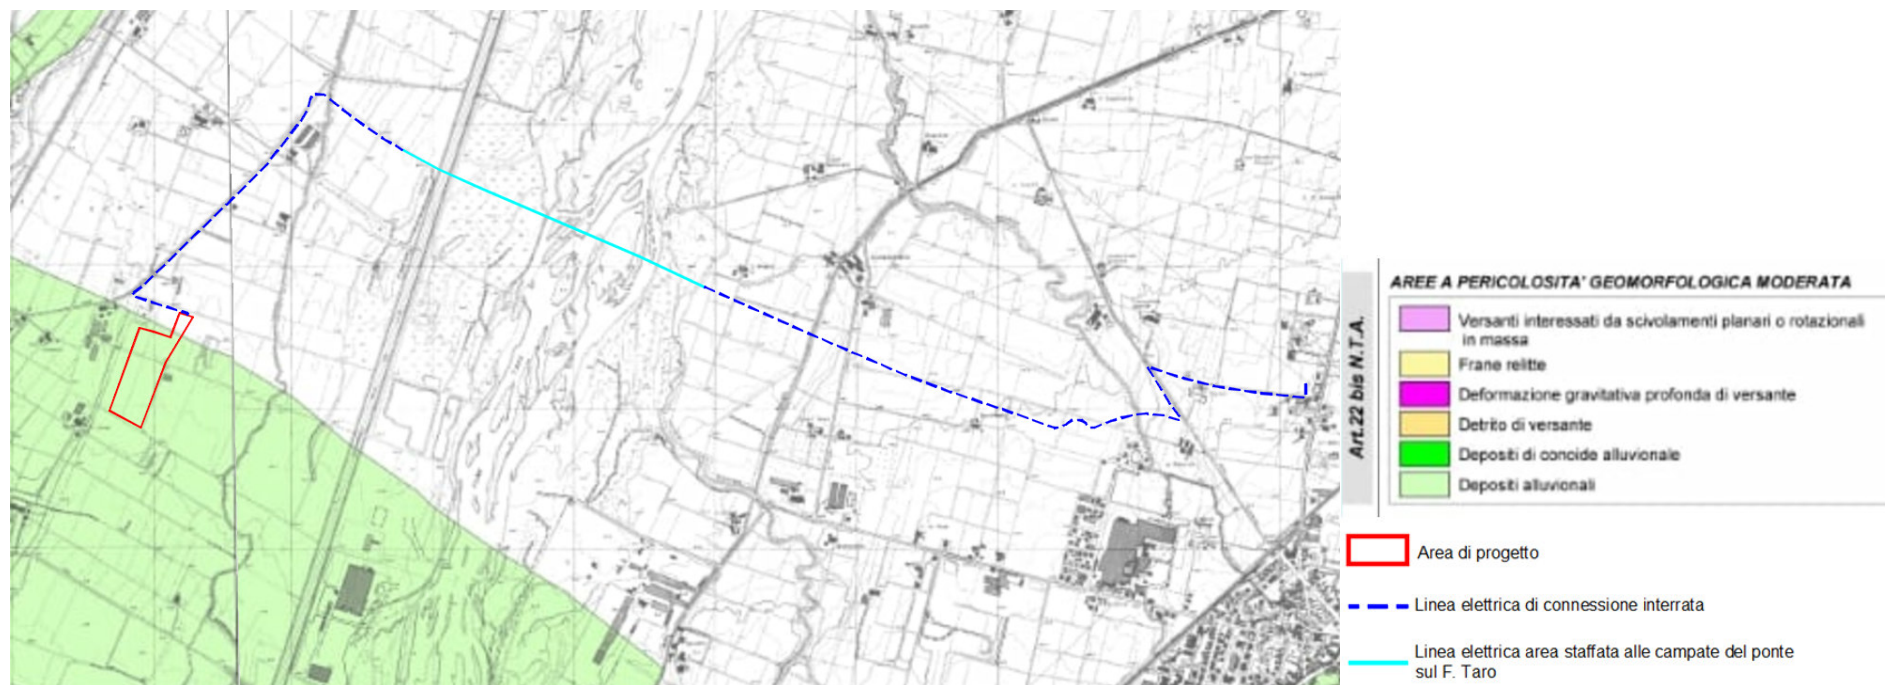 AREE A PERICOLOSITA' GEOMORFOLOGICA MODERATA
Art.22 bis N.T.A.
Versanti interessati da scivolamenti planari o rotazionali
in massa
Frane relitte
Deformazione gravitativa profonda di versante
Detrito di versante
Depositi di conoide alluvionale
Depositi alluvionali
Area di progetto
Linea elettrica di connessione interrata
Linea elettrica area staffata alle campate del ponte
sul F. Taro